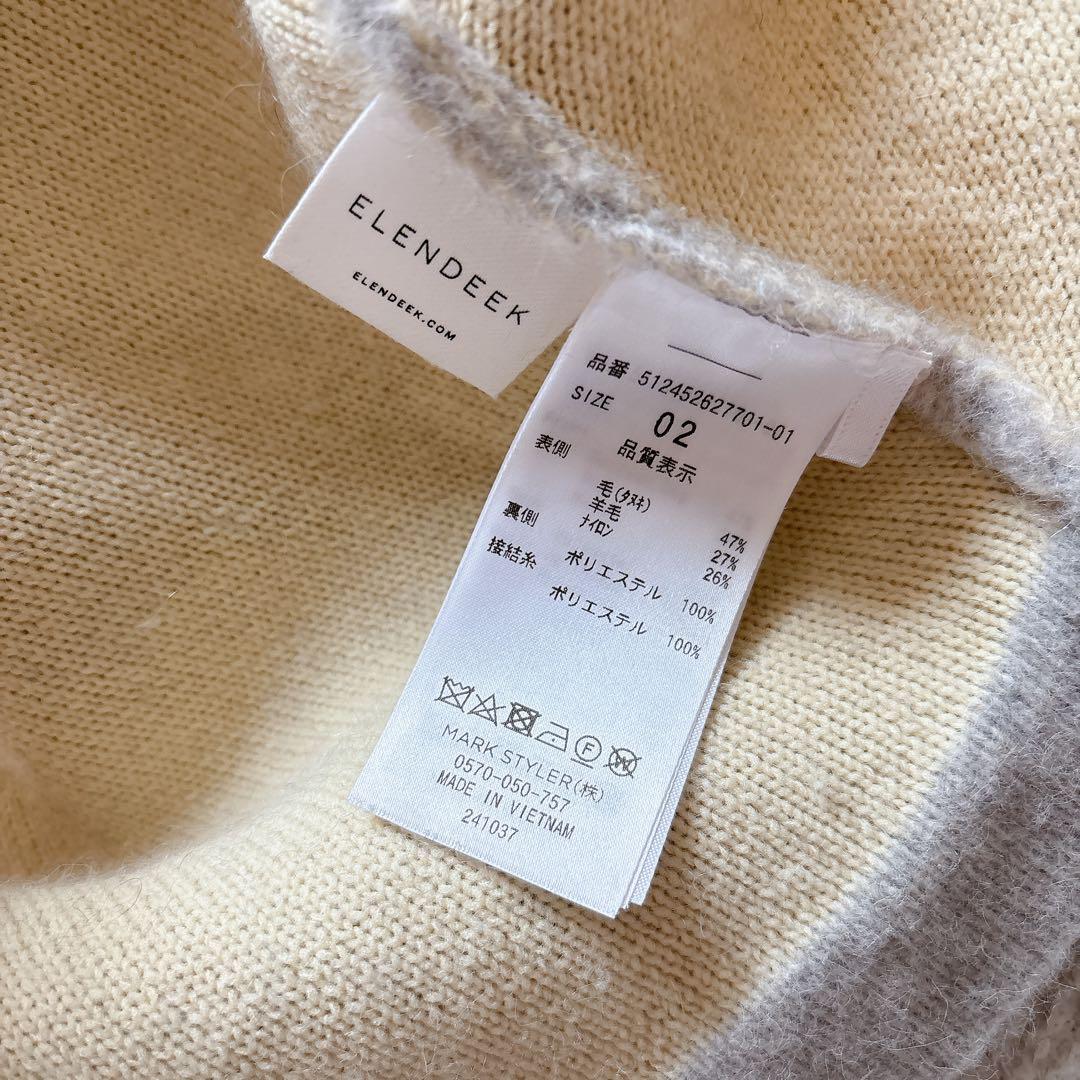 ELENDEEK
ELENDEEK.COM
品番 512452627701-01
SIZE 02
品質表示
表側 毛(ﾀﾇｷ) 47%
羊毛 27%
ﾅｲﾛﾝ 26%
裏側 ポリエステル 100%
接結糸 ポリエステル 100%
F
W
MARK STYLER(株)
0570-050-757
MADE IN VIETNAM
241037